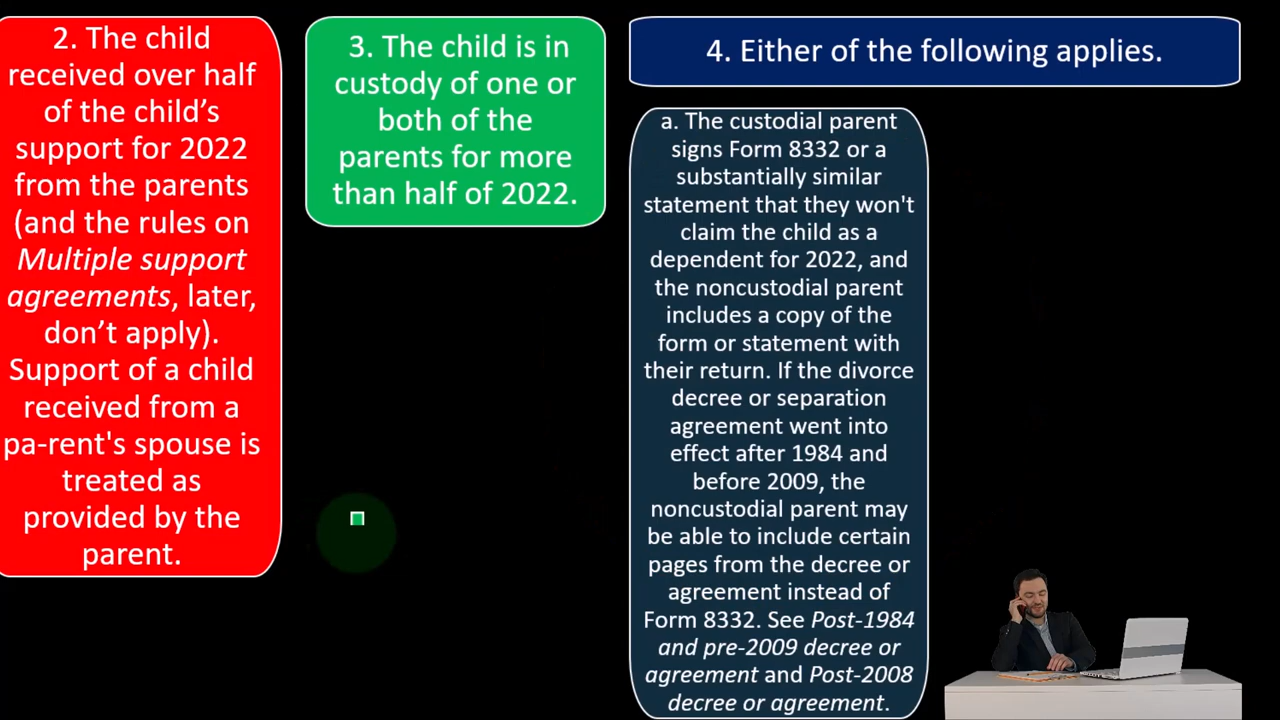 2. The child
received over half
of the child’s
support for 2022
from the parents
(and the rules on
Multiple support
agreements, later,
don’t apply).
Support of a child
received from a
pa-rent's spouse is
treated as
provided by the
parent.
3. The child is in
custody of one or
both of the
parents for more
than half of 2022.
4. Either of the following applies.
a. The custodial parent
signs Form 8332 or a
substantially similar
statement that they won't
claim the child as a
dependent for 2022, and
the noncustodial parent
includes a copy of the
form or statement with
their return. If the divorce
decree or separation
agreement went into
effect after 1984 and
before 2009, the
noncustodial parent may
be able to include certain
pages from the decree or
agreement instead of
Form 8332. See Post-1984
and pre-2009 decree or
agreement and Post-2008
decree or agreement.